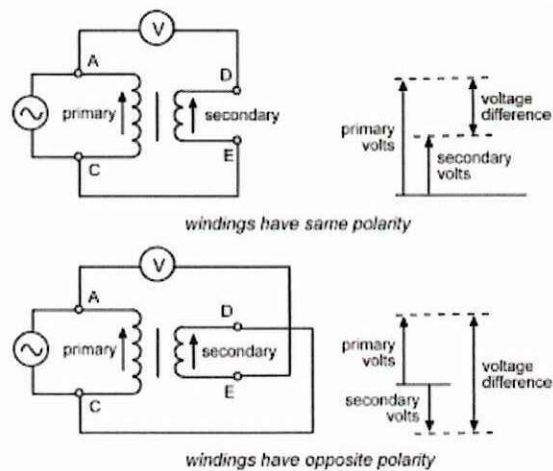 V
A
D
primary
secondary
C
E
voltage
difference
primary
volts
secondary
volts
windings have same polarity
V
A
D
primary
secondary
C
E
primary
volts
secondary
volts
voltage
difference
windings have opposite polarity